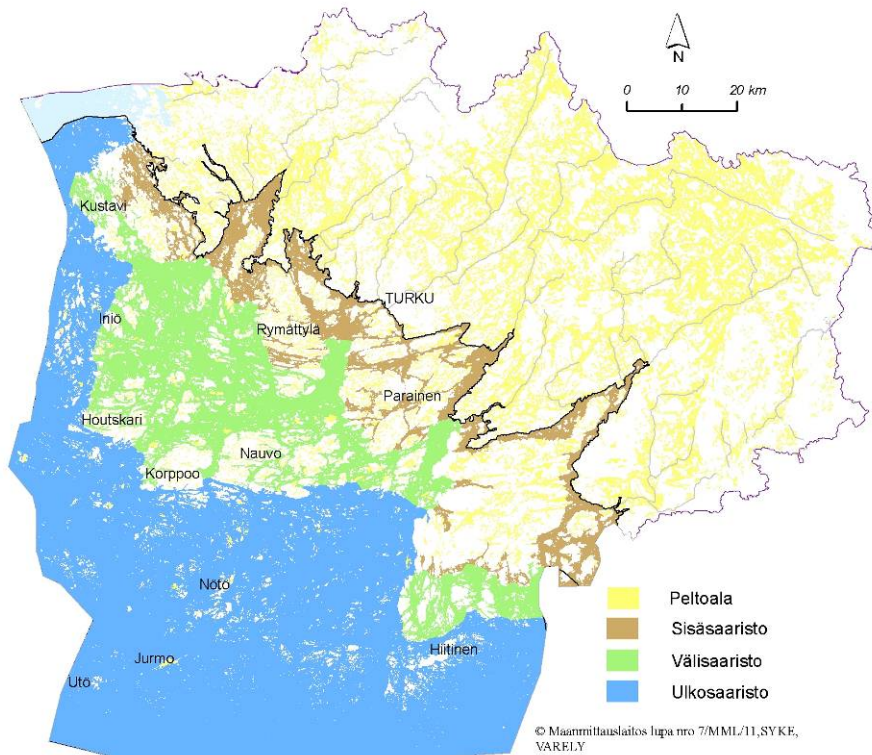 N
0 10 20 km
Kustavi
TURKU
Iniö
Rymättylä
Parainen
Houtskari
Nauvo
Korppoo
Nötö
Hiitinen
Jurmo
Utö
Peltoala
Sisäsaaristo
Välisaaristo
Ulkosaaristo
© Maanmittauslaitos lupa nro 7/MML/11,SYKE,
VARELY